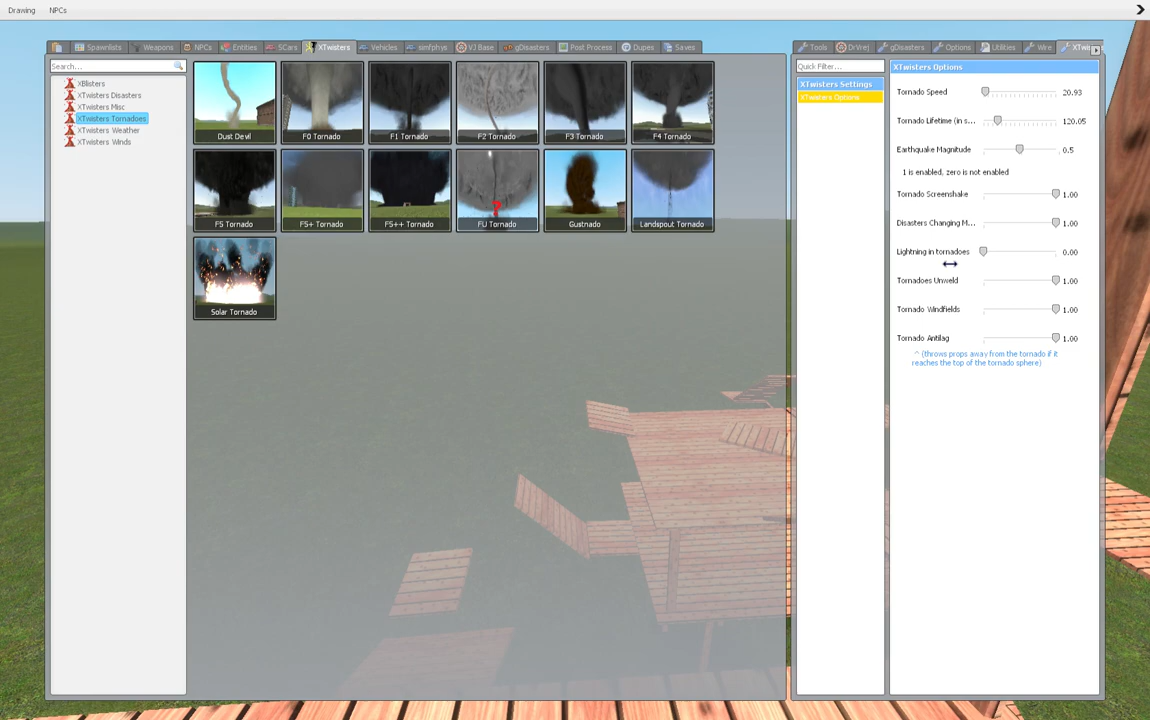 Drawing NPCs
Spawnlists Weapons NPCs Entities SCars XTwisters Vehicles simfphys VJ Base gDisasters Post Process Dupes Saves
Tools gDisasters Options Utilities Wire
Search...
XBlisters
XTwisters Disasters
XTwisters Misc
XTwisters Tornadoes
XTwisters Weather
XTwisters Winds
Dust Devil
F0 Tornado
F1 Tornado
F2 Tornado
F3 Tornado
F4 Tornado
F5 Tornado
F5+ Tornado
F5++ Tornado
FU Tornado
Gustnado
Landspout Tornado
Solar Tornado
Quick Filter...
XTwisters Settings
XTwisters Options
XTwisters Options
Tornado Speed 20.93
Tornado Lifetime (in s... 120.05
Earthquake Magnitude 0.5
1 is enabled, zero is not enabled
Tornado Screenshake 1.00
Disasters Changing M... 1.00
Lightning in tornadoes 0.00
Tornadoes Unweld 1.00
Tornado Windfields 1.00
Tornado Antilag 1.00
^ (throws props away from the tornado if it
reaches the top of the tornado sphere)